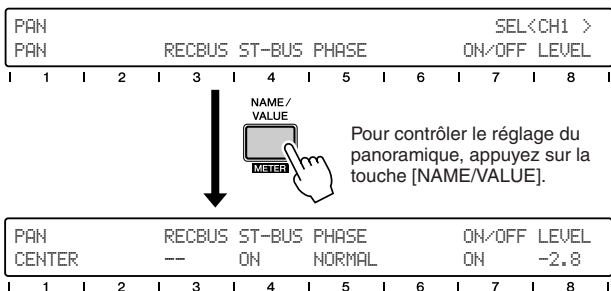 PAN SEL<CH1 >
PAN RECBUS ST-BUS PHASE ON/OFF LEVEL
1 2 3 4 5 6 7 8
NAME/
VALUE
METER
Pour contrôler le réglage du
panoramique, appuyez sur la
touche [NAME/VALUE].
PAN RECBUS ST-BUS PHASE ON/OFF LEVEL
CENTER -- ON NORMAL ON -2.8
1 2 3 4 5 6 7 8